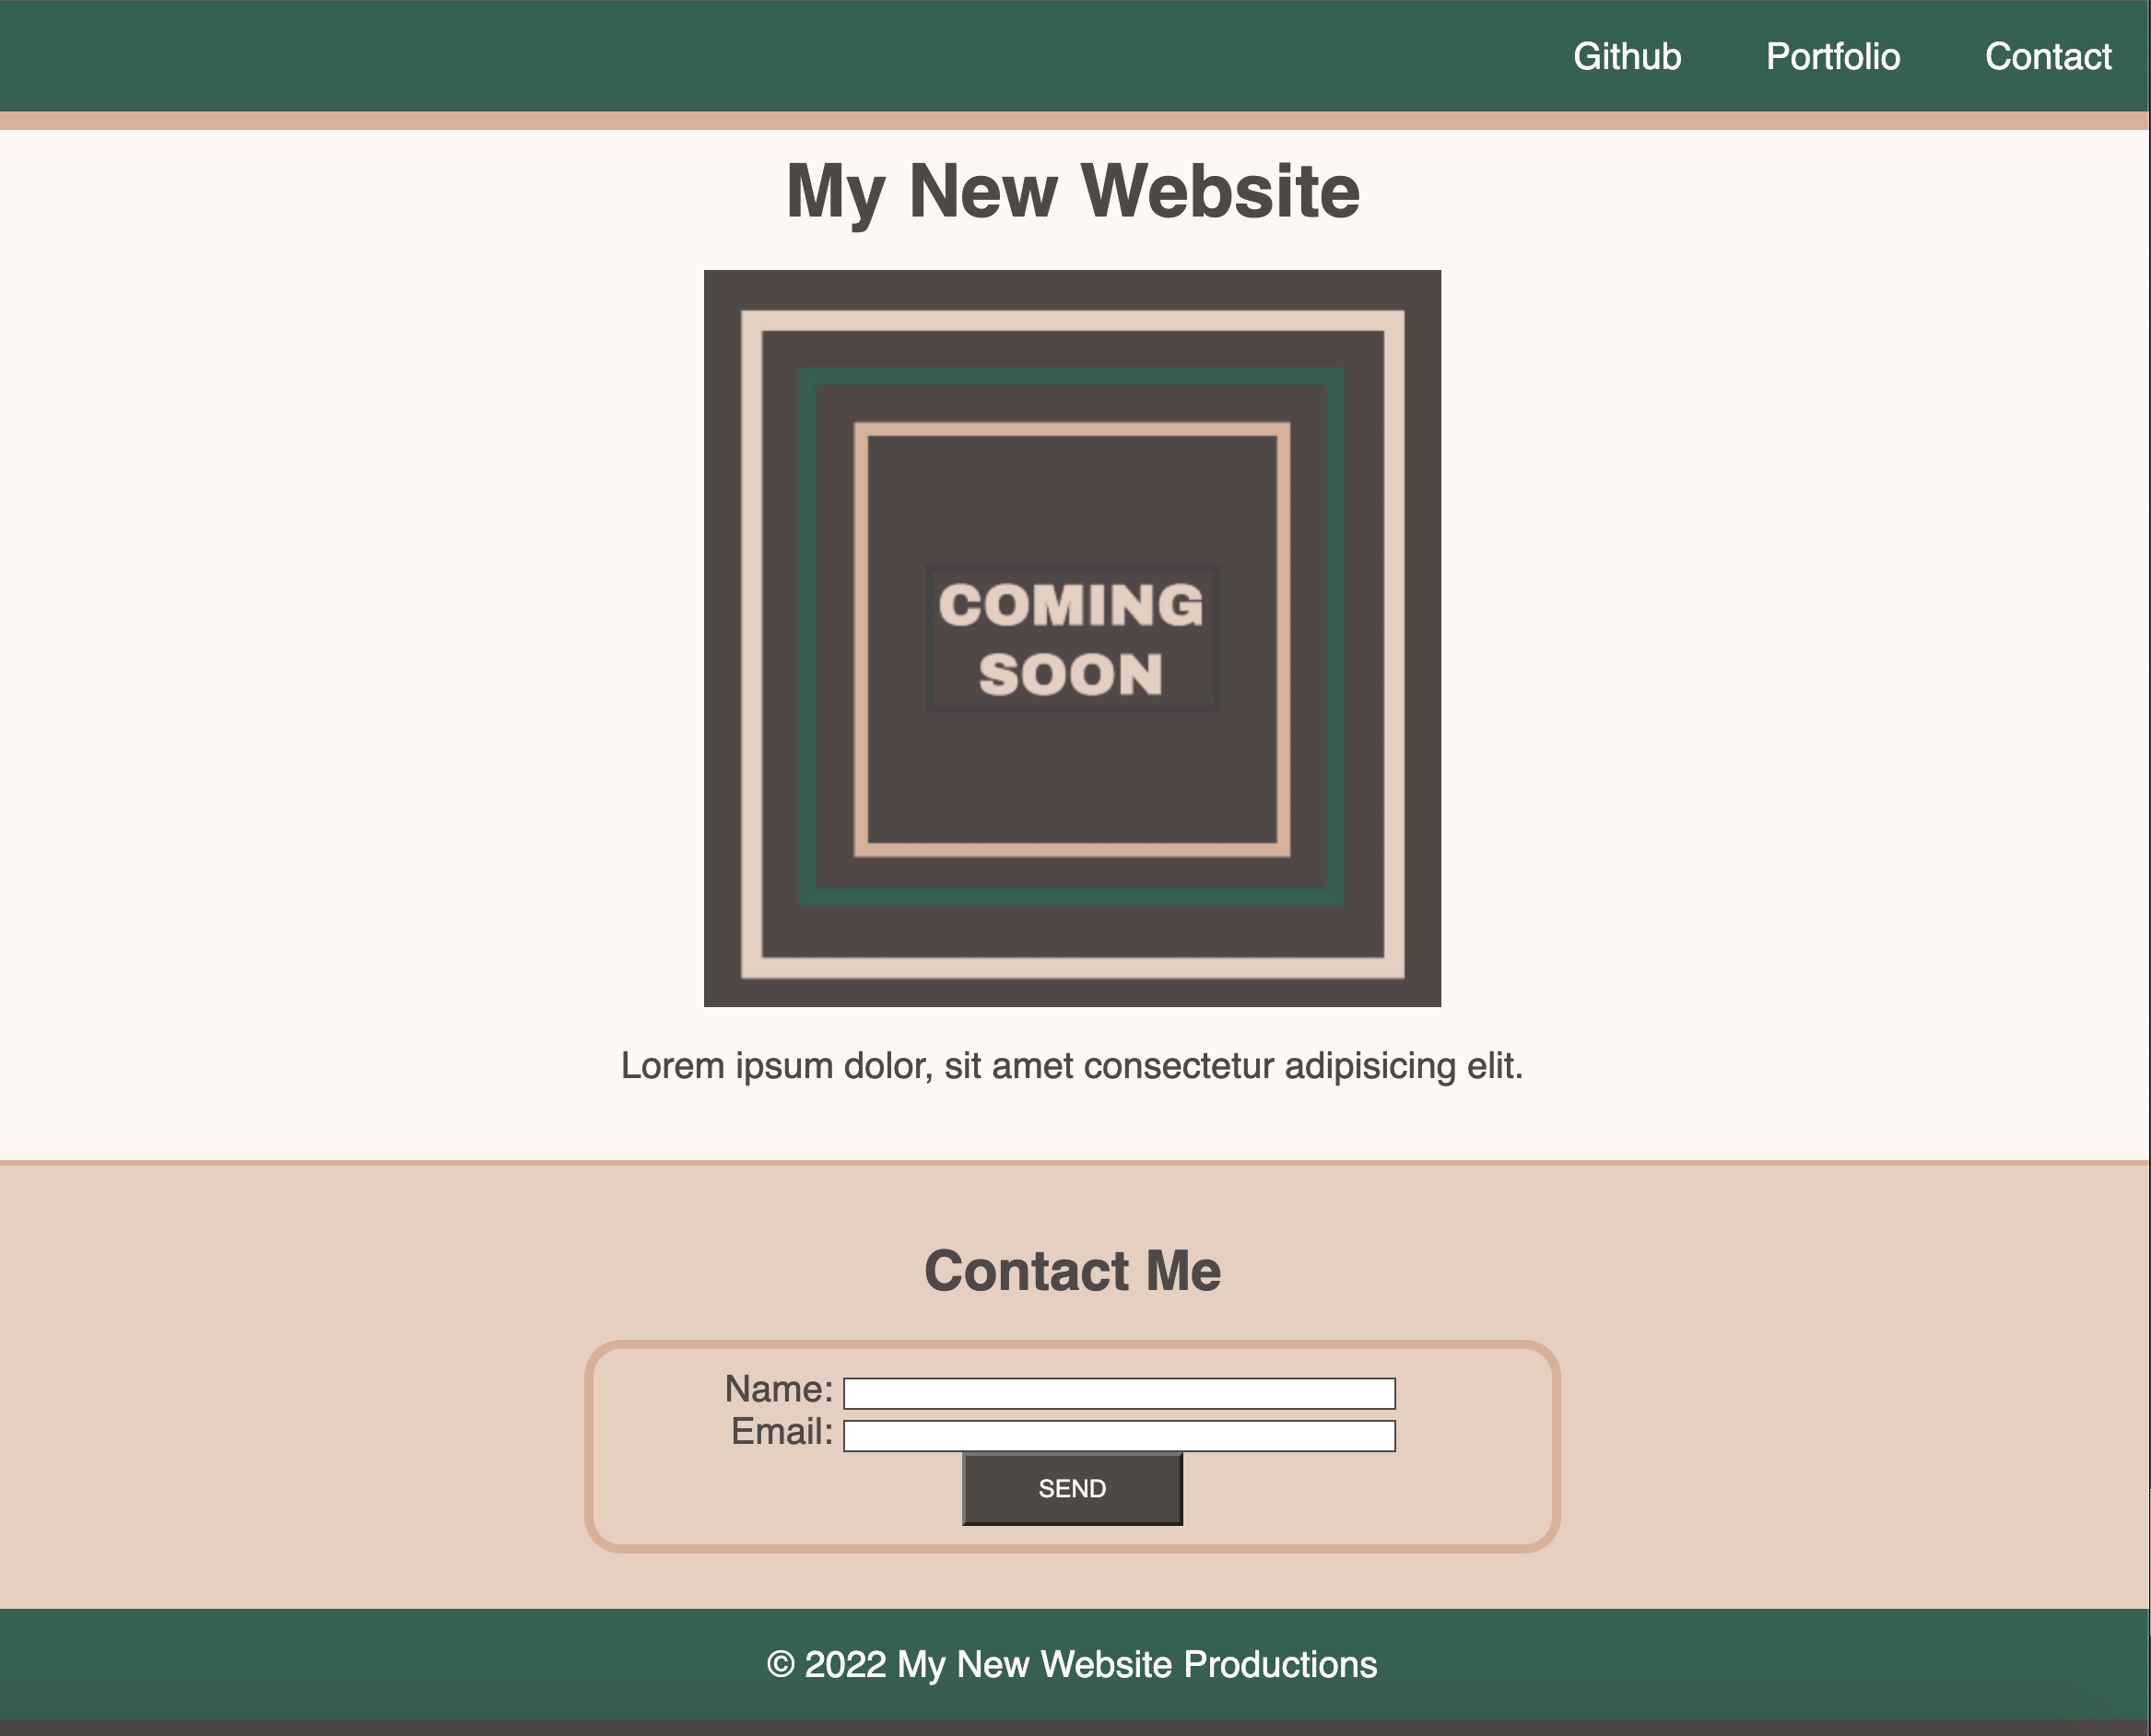 Github Portfolio Contact
My New Website
COMING
SOON
Lorem ipsum dolor, sit amet consectetur adipisicing elit.
Contact Me
Name:
Email:
SEND
© 2022 My New Website Productions